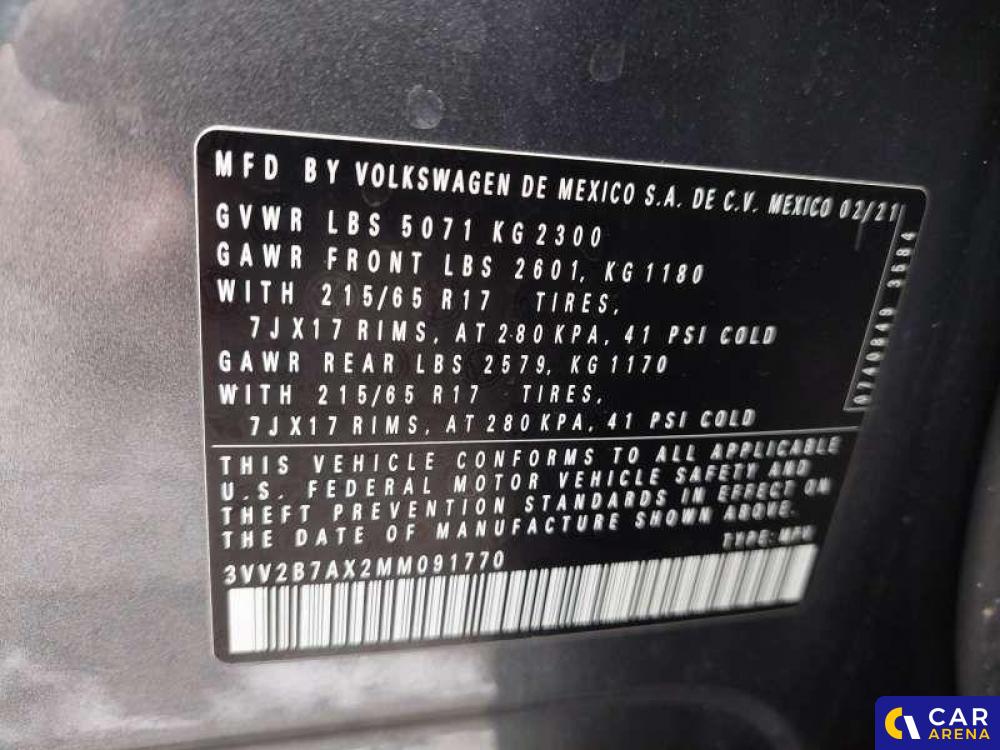 MFD BY VOLKSWAGEN DE MEXICO S.A. DE C.V. MEXICO 02/21
GVWR LBS 5071 KG 2300
GAWR FRONT LBS 2601, KG 1180
WITH 215/65 R17 TIRES,
7JX17 RIMS, AT 280 KPA, 41 PSI COLD
GAWR REAR LBS 2579, KG 1170
WITH 215/65 R17 TIRES,
7JX17 RIMS, AT 280 KPA, 41 PSI COLD
THIS VEHICLE CONFORMS TO ALL APPLICABLE
U.S. FEDERAL MOTOR VEHICLE SAFETY AND
THEFT PREVENTION STANDARDS IN EFFECT ON
THE DATE OF MANUFACTURE SHOWN ABOVE.
TYPE: MPV
3VV2B7AX2MM091770
CAR
ARENA